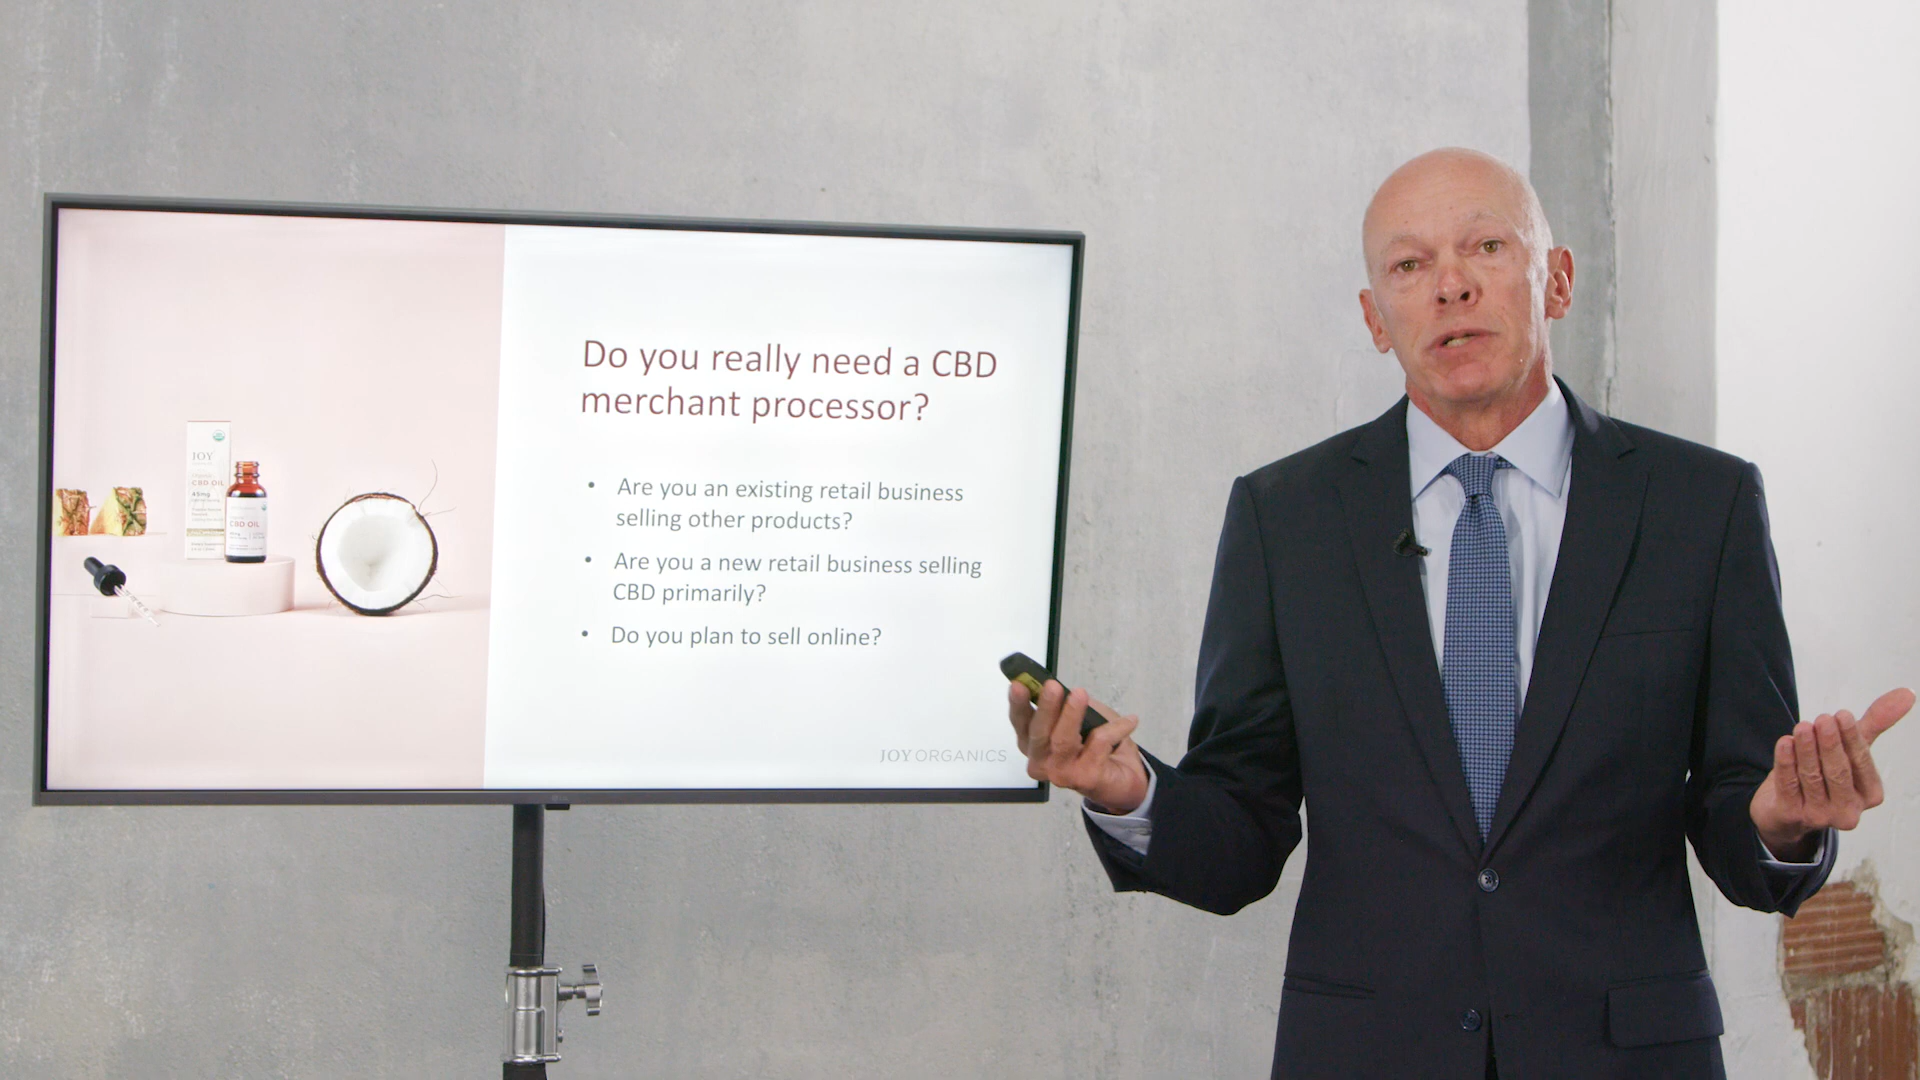 JOY
CBD OIL
45mg
CBD OIL
Do you really need a CBD
merchant processor?
• Are you an existing retail business
selling other products?
• Are you a new retail business selling
CBD primarily?
• Do you plan to sell online?
JOY ORGANICS